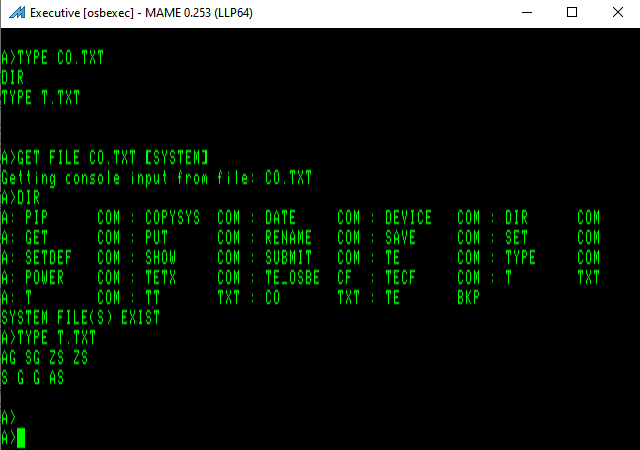 Executive [osbexec] - MAME 0.253 (LLP64)
A>TYPE CO.TXT
DIR
TYPE T.TXT
A>GET FILE CO.TXT [SYSTEM]
Getting console input from file: CO.TXT
A>DIR
A: PIP      COM : COPYSYS  COM : DATE     COM : DEVICE   COM : DIR      COM
A: GET      COM : PUT      COM : RENAME   COM : SAVE     COM : SET      COM
A: SETDEF   COM : SHOW     COM : SUBMIT   COM : TE       COM : TYPE     COM
A: POWER    COM : TETX     COM : TE_OSBE  CF  : TECF     COM : T        TXT
A: T        COM : TT       TXT : CO       TXT : TE       BKP
SYSTEM FILE(S) EXIST
A>TYPE T.TXT
AG SG ZS ZS
S G G AS
A>
A>